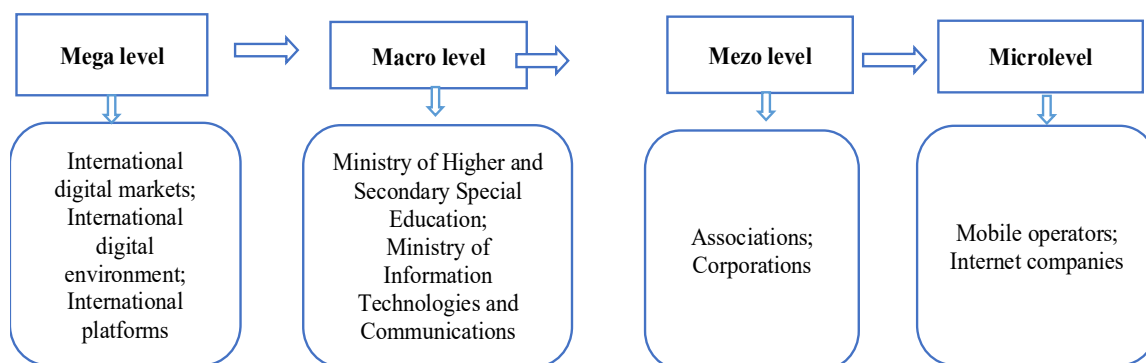 Mega level
Macro level
Mezo level
Microlevel
International
digital markets;
International
digital
environment;
International
platforms
Ministry of Higher and
Secondary Special
Education;
Ministry of
Information
Technologies and
Communications
Associations;
Corporations
Mobile operators;
Internet companies